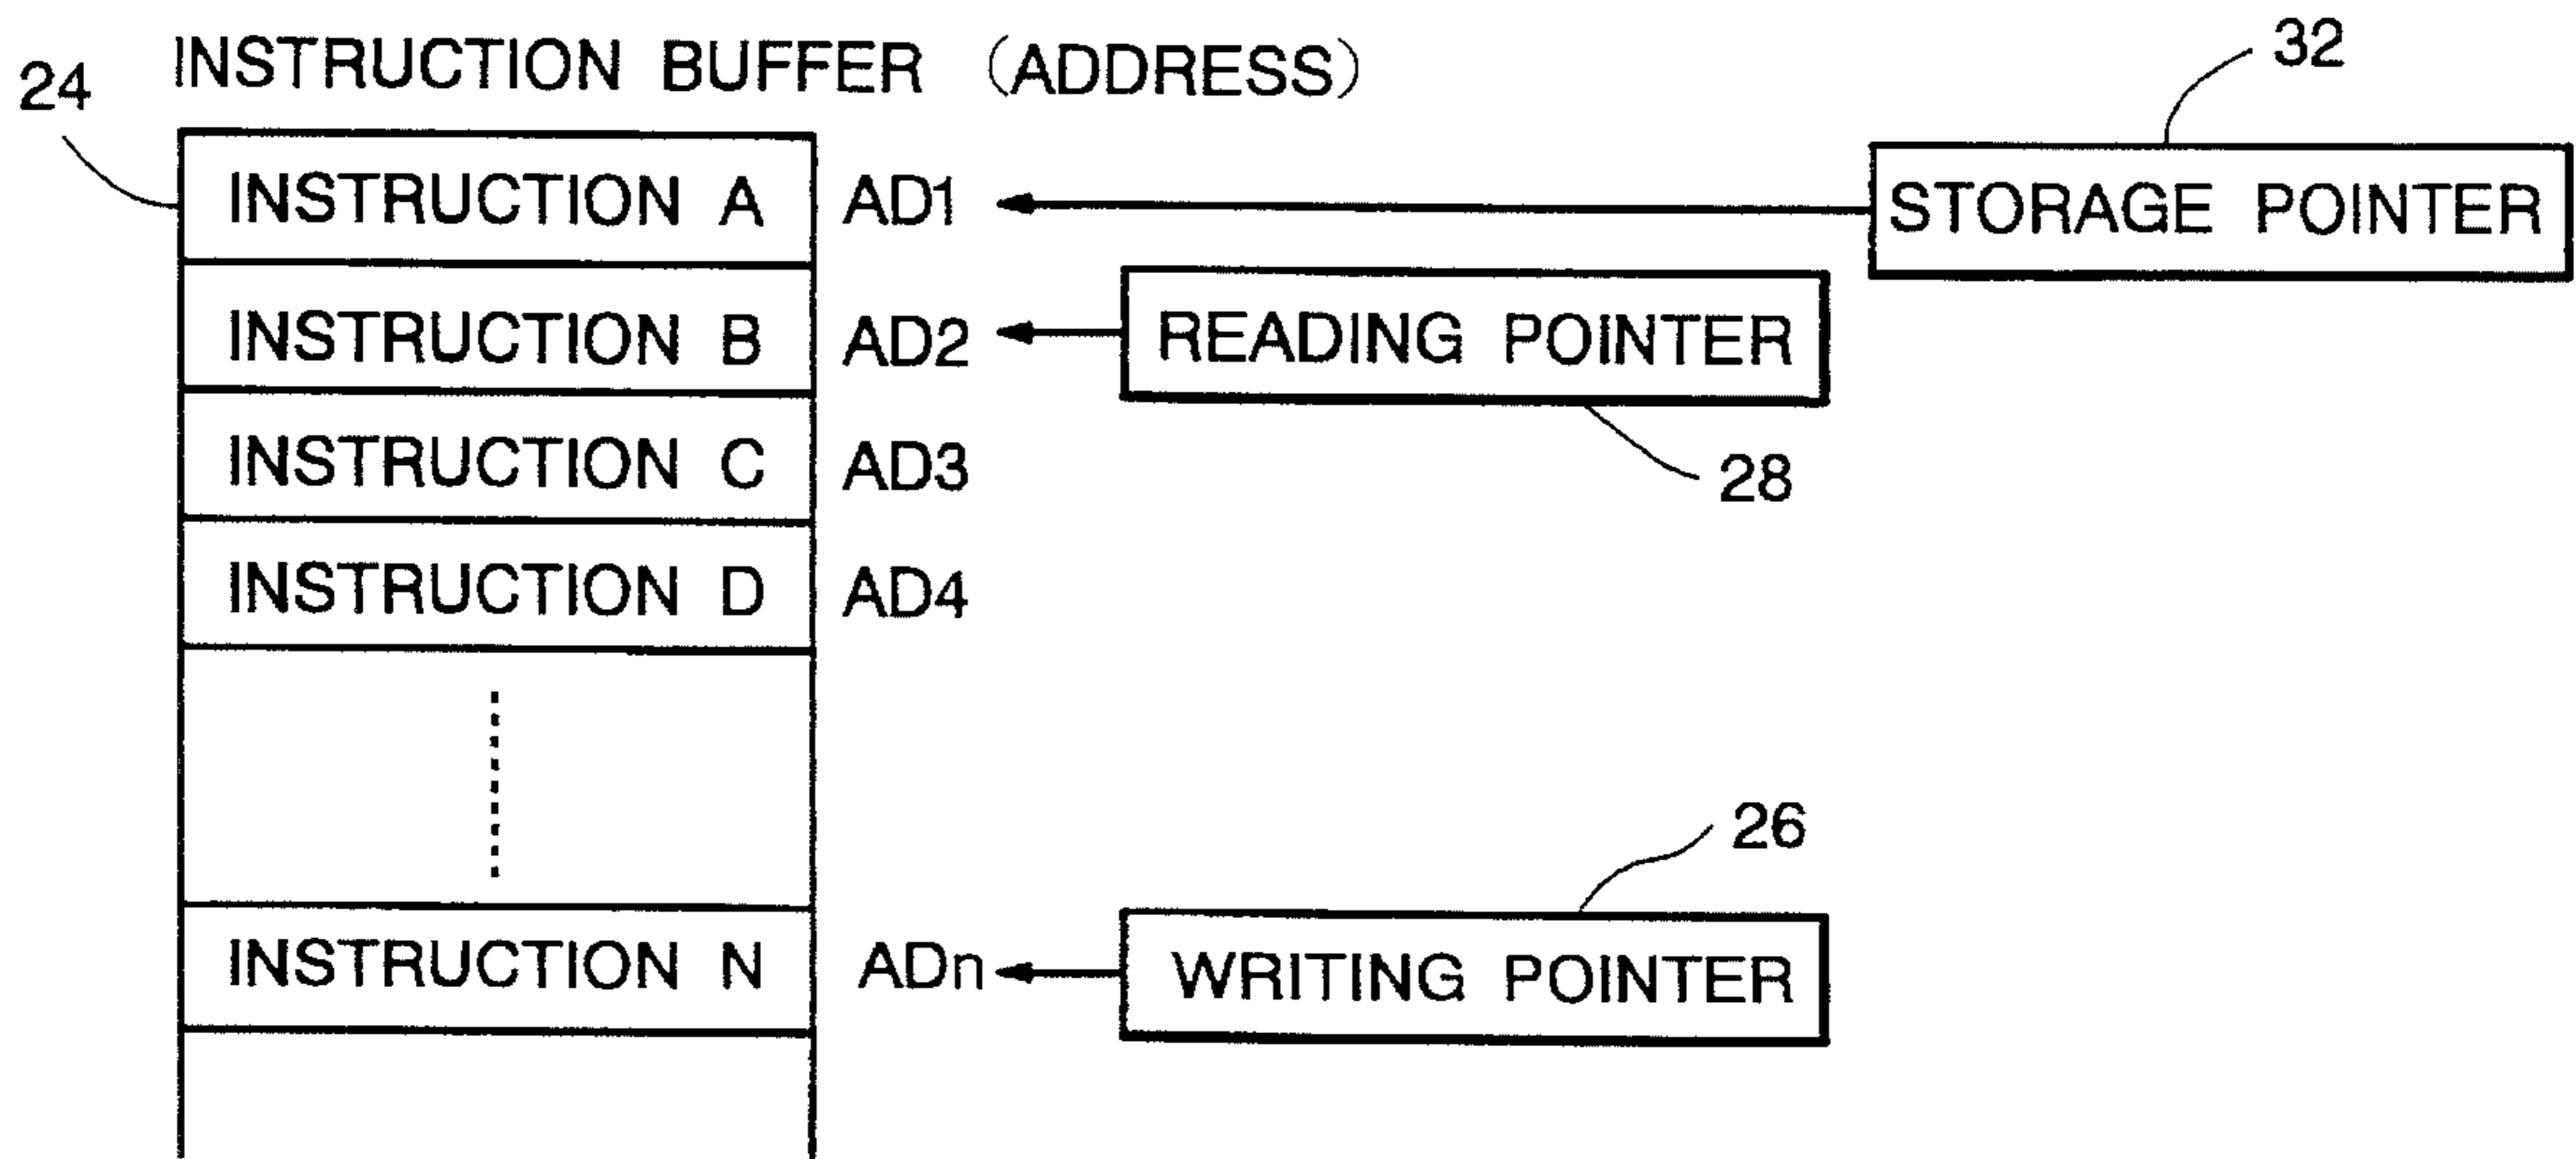 32
24 INSTRUCTION BUFFER (ADDRESS)
INSTRUCTION A AD1 STORAGE POINTER
INSTRUCTION B AD2 READING POINTER
INSTRUCTION C AD3 28
INSTRUCTION D AD4
26
INSTRUCTION N ADn WRITING POINTER